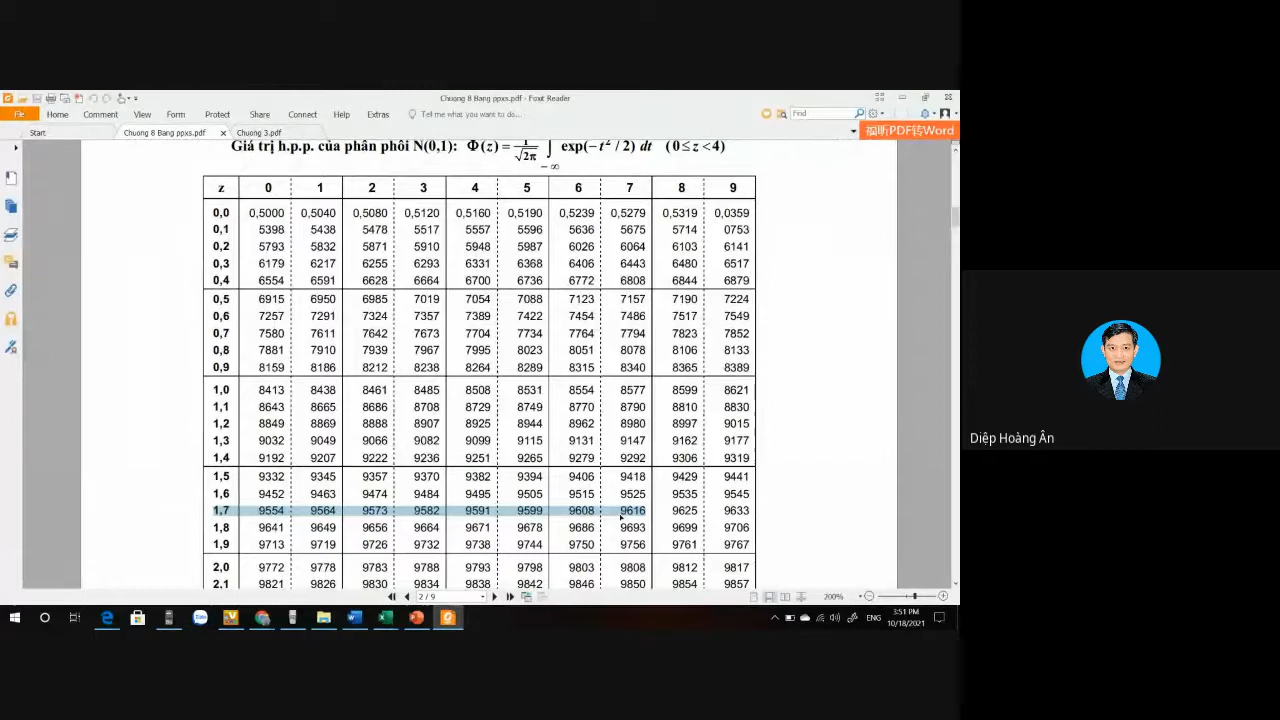 Chuong 8 Bang ppxs.pdf - Foxit Reader
File Home Comment View Form Protect Share Connect Help Extras Tell me what you want to do... Find
Start Chuong 8 Bang ppxs.pdf × Chuong 3.pdf 福昕PDF转Word
Giá trị h.p.p. của phân phôi N(0,1): Φ(z) = 1/√2π ∫ −∞ exp(−t²/2) dt (0≤z<4)
z 0 1 2 3 4 5 6 7 8 9
0,0 0,5000 0,5040 0,5080 0,5120 0,5160 0,5190 0,5239 0,5279 0,5319 0,0359
0,1 5398 5438 5478 5517 5557 5596 5636 5675 5714 0753
0,2 5793 5832 5871 5910 5948 5987 6026 6064 6103 6141
0,3 6179 6217 6255 6293 6331 6368 6406 6443 6480 6517
0,4 6554 6591 6628 6664 6700 6736 6772 6808 6844 6879
0,5 6915 6950 6985 7019 7054 7088 7123 7157 7190 7224
0,6 7257 7291 7324 7357 7389 7422 7454 7486 7517 7549
0,7 7580 7611 7642 7673 7704 7734 7764 7794 7823 7852
0,8 7881 7910 7939 7967 7995 8023 8051 8078 8106 8133
0,9 8159 8186 8212 8238 8264 8289 8315 8340 8365 8389
1,0 8413 8438 8461 8485 8508 8531 8554 8577 8599 8621
1,1 8643 8665 8686 8708 8729 8749 8770 8790 8810 8830
1,2 8849 8869 8888 8907 8925 8944 8962 8980 8997 9015
1,3 9032 9049 9066 9082 9099 9115 9131 9147 9162 9177
1,4 9192 9207 9222 9236 9251 9265 9279 9292 9306 9319
1,5 9332 9345 9357 9370 9382 9394 9406 9418 9429 9441
1,6 9452 9463 9474 9484 9495 9505 9515 9525 9535 9545
1,7 9554 9564 9573 9582 9591 9599 9608 9616 9625 9633
1,8 9641 9649 9656 9664 9671 9678 9686 9693 9699 9706
1,9 9713 9719 9726 9732 9738 9744 9750 9756 9761 9767
2,0 9772 9778 9783 9788 9793 9798 9803 9808 9812 9817
2,1 9821 9826 9830 9834 9838 9842 9846 9850 9854 9857
2 / 9 200%
Diệp Hoàng Ân
ENG 3:51 PM
10/18/2021